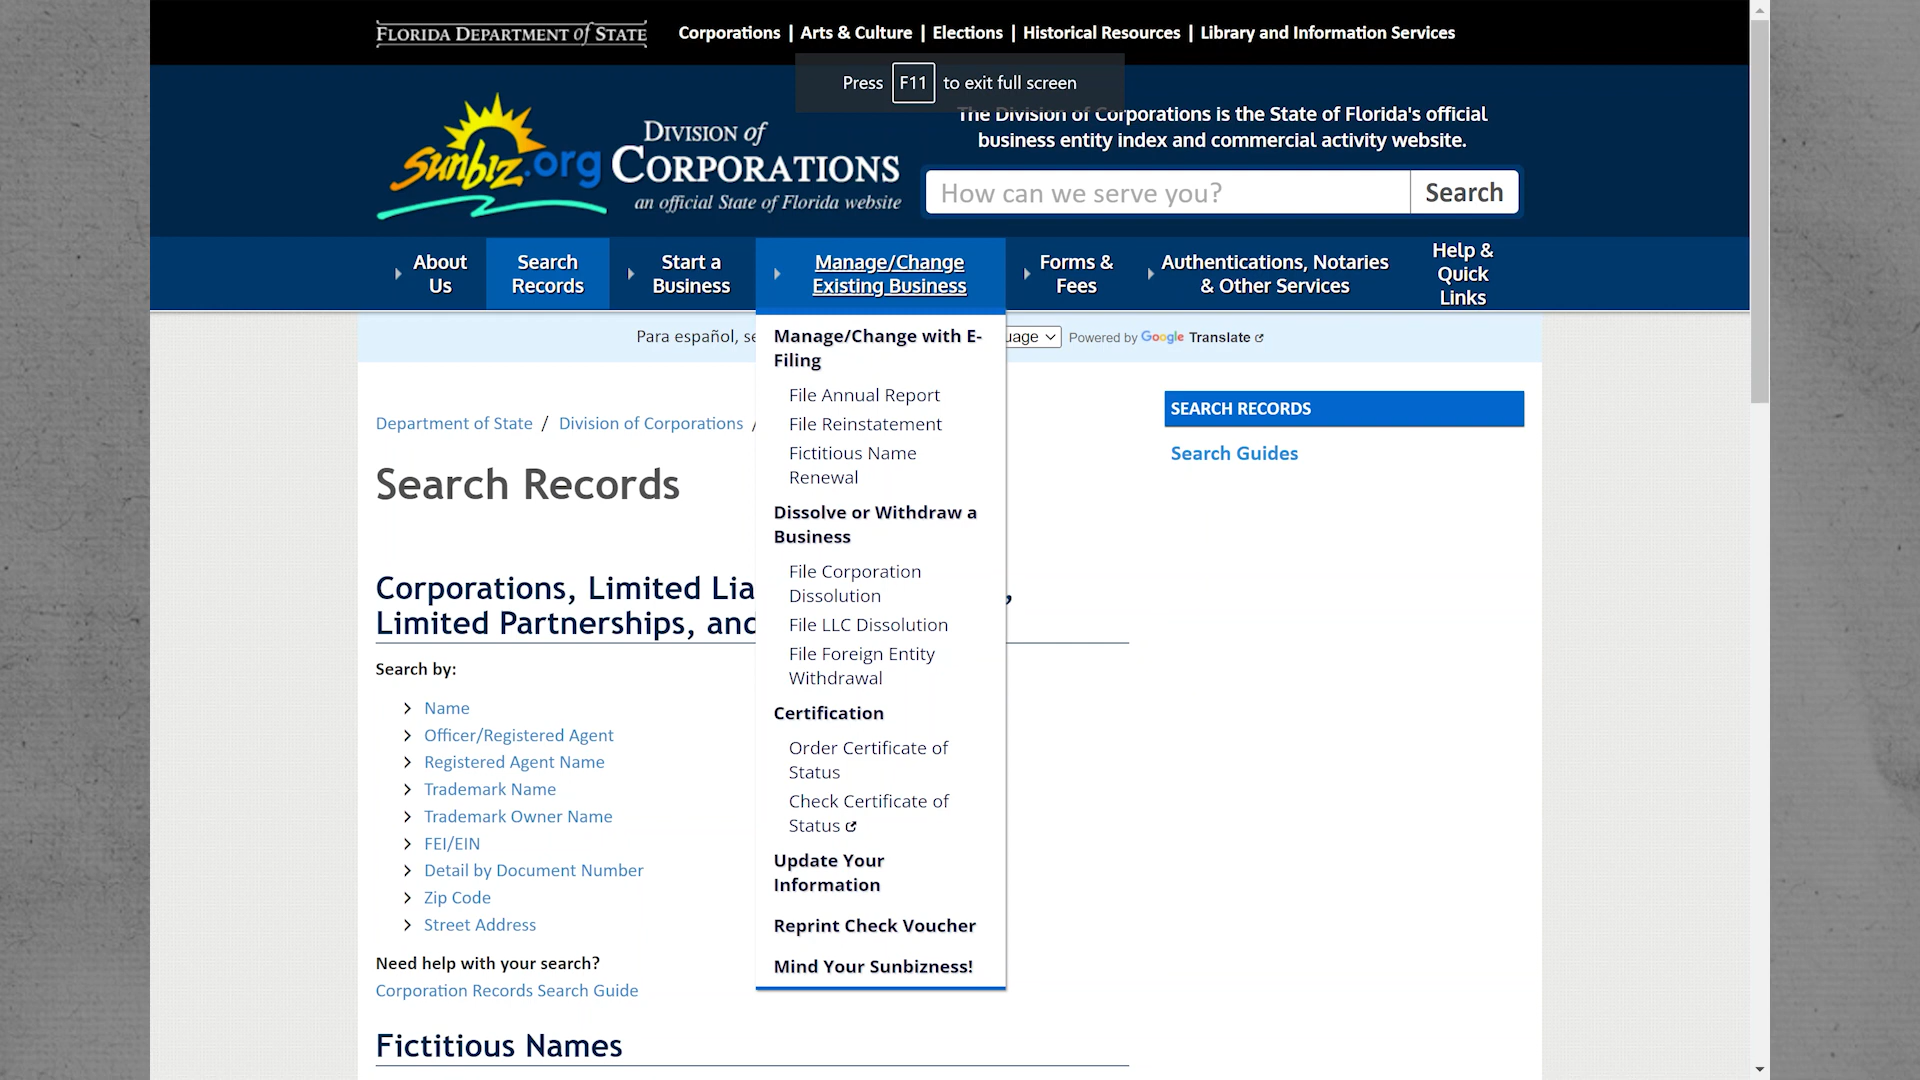 FLORIDA DEPARTMENT of STATE
Corporations | Arts & Culture | Elections | Historical Resources | Library and Information Services
Press F11 to exit full screen
Sunbiz.org
DIVISION of
CORPORATIONS
an official State of Florida website
The Division of Corporations is the State of Florida's official
business entity index and commercial activity website.
How can we serve you?
Search
About
Us
Search
Records
Start a
Business
Manage/Change
Existing Business
Forms &
Fees
Authentications, Notaries
& Other Services
Help &
Quick
Links
Para español, se
uage
Powered by Google Translate
Manage/Change with E-
Filing
File Annual Report
File Reinstatement
Fictitious Name
Renewal
Dissolve or Withdraw a
Business
File Corporation
Dissolution
File LLC Dissolution
File Foreign Entity
Withdrawal
Certification
Order Certificate of
Status
Check Certificate of
Status
Update Your
Information
Reprint Check Voucher
Mind Your Sunbizness!
Department of State / Division of Corporations /
Search Records
Corporations, Limited Lia ,
Limited Partnerships, and
Search by:
Name
Officer/Registered Agent
Registered Agent Name
Trademark Name
Trademark Owner Name
FEI/EIN
Detail by Document Number
Zip Code
Street Address
Need help with your search?
Corporation Records Search Guide
Fictitious Names
SEARCH RECORDS
Search Guides